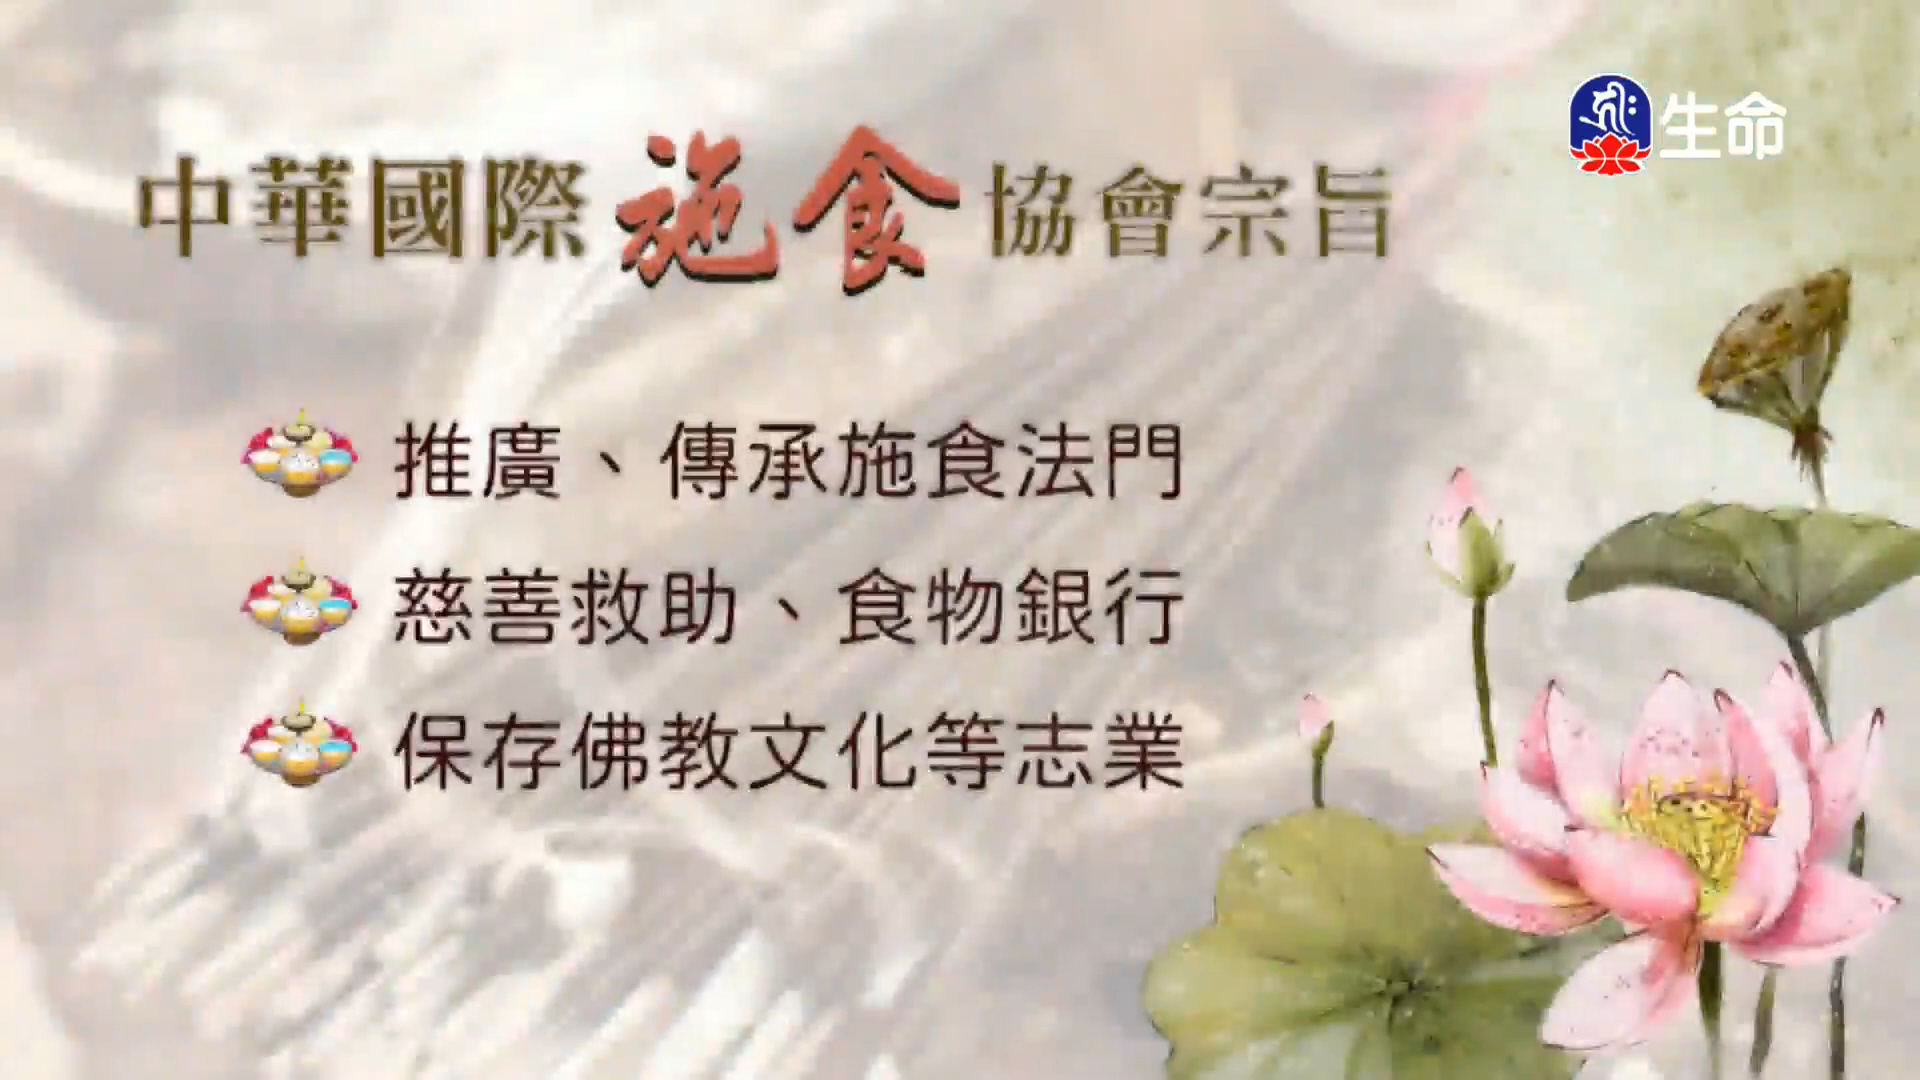 生命
中華國際施食協會宗旨
推廣、傳承施食法門
慈善救助、食物銀行
保存佛教文化等志業